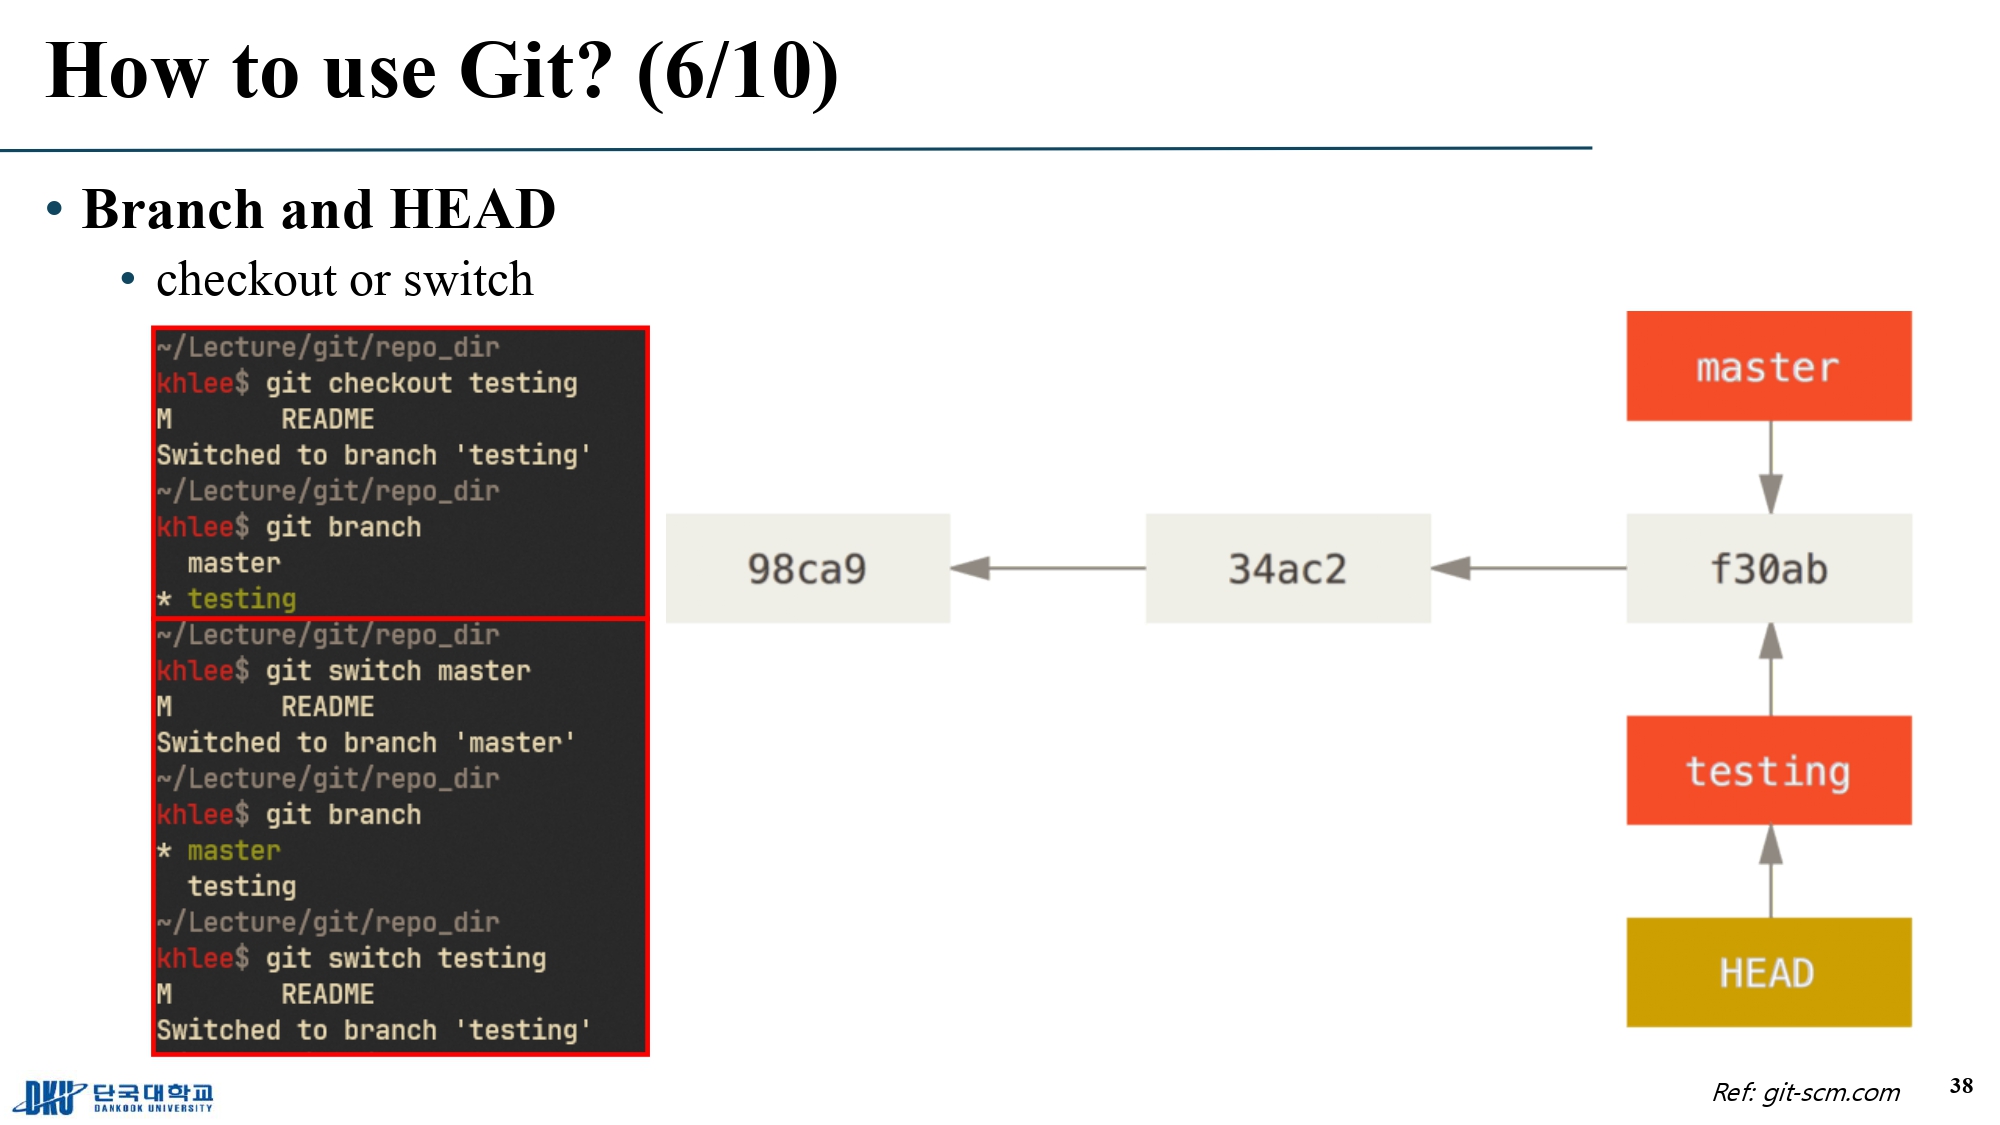 How to use Git? (6/10)
• Branch and HEAD
• checkout or switch
~/Lecture/git/repo_dir
khlee$ git checkout testing
M       README
Switched to branch 'testing'
~/Lecture/git/repo_dir
khlee$ git branch
  master
* testing
~/Lecture/git/repo_dir
khlee$ git switch master
M       README
Switched to branch 'master'
~/Lecture/git/repo_dir
khlee$ git branch
* master
  testing
~/Lecture/git/repo_dir
khlee$ git switch testing
M       README
Switched to branch 'testing'
master
98ca9
34ac2
f30ab
testing
HEAD
DKU 단국대학교
DANKOOK UNIVERSITY
Ref: git-scm.com
38